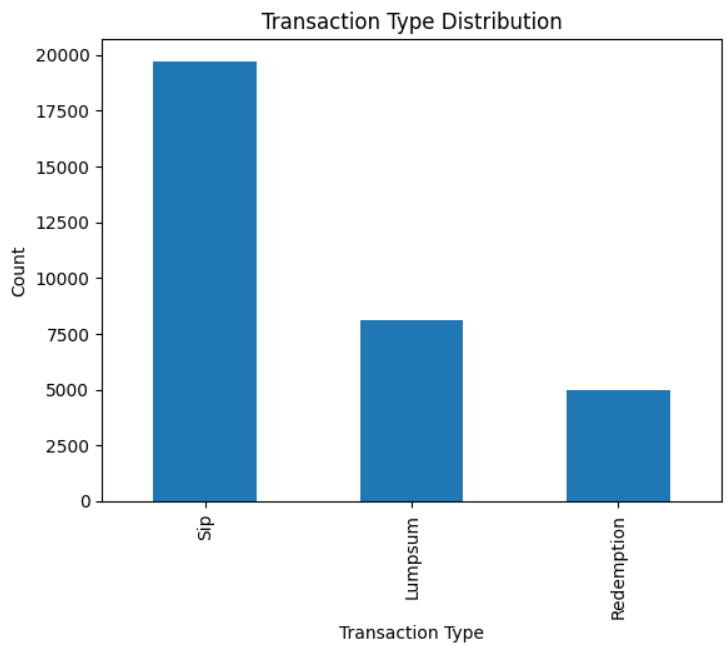 Transaction Type Distribution
20000
17500
15000
12500
10000
7500
5000
2500
0
Count
Sip
Lumpsum
Redemption
Transaction Type